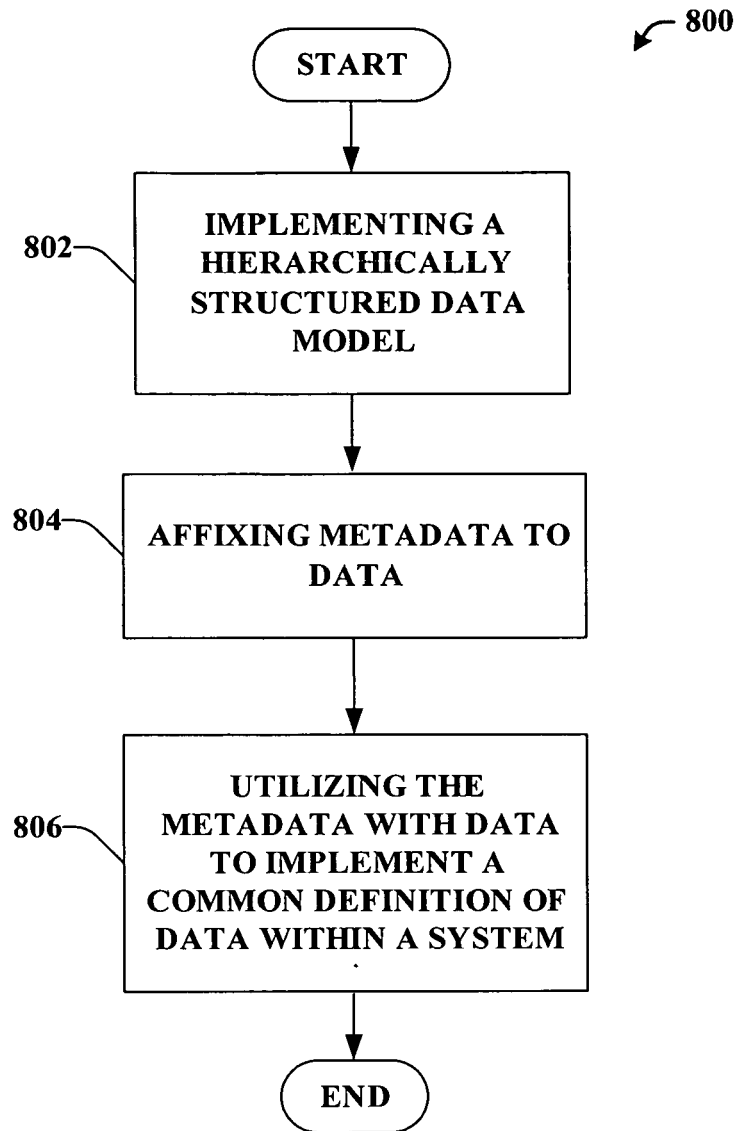 800
START
802
IMPLEMENTING A
HIERARCHICALLY
STRUCTURED DATA
MODEL
804
AFFIXING METADATA TO
DATA
806
UTILIZING THE
METADATA WITH DATA
TO IMPLEMENT A
COMMON DEFINITION OF
DATA WITHIN A SYSTEM
END